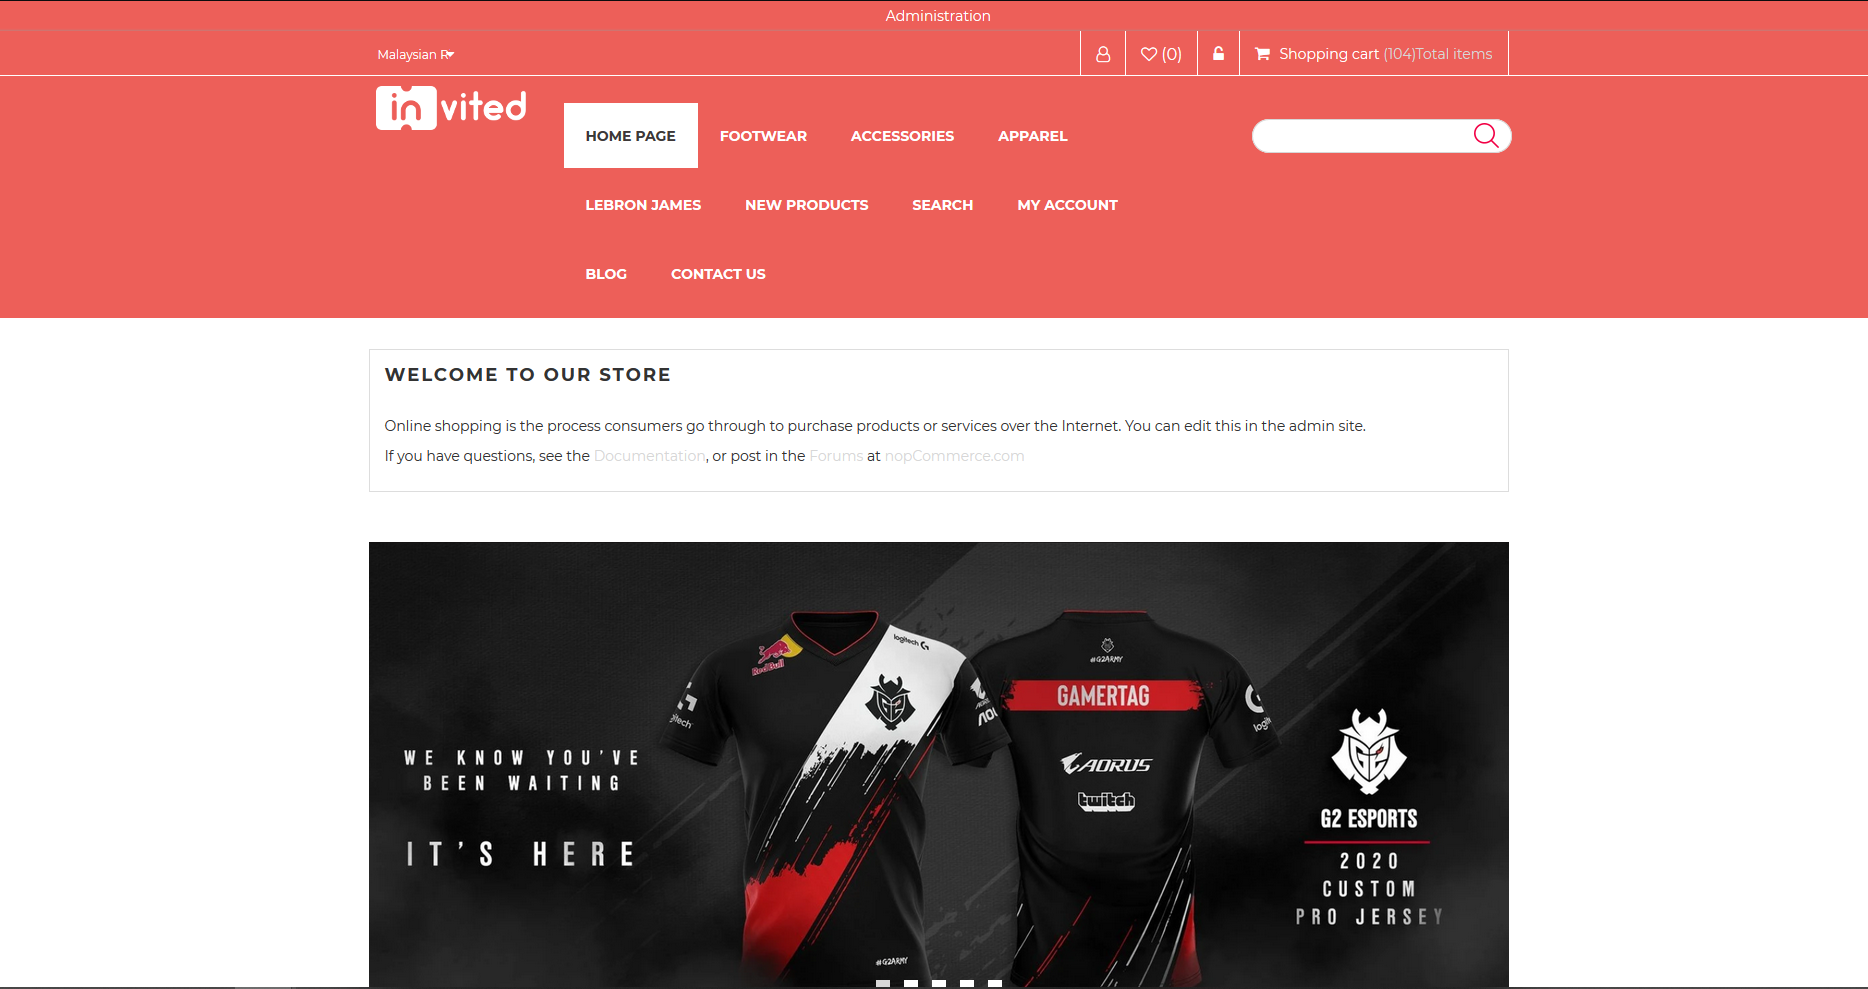 Administration
Malaysian R
(0)
Shopping cart (104)Total items
invited
HOME PAGE FOOTWEAR ACCESSORIES APPAREL
LEBRON JAMES NEW PRODUCTS SEARCH MY ACCOUNT
BLOG CONTACT US
WELCOME TO OUR STORE
Online shopping is the process consumers go through to purchase products or services over the Internet. You can edit this in the admin site.
If you have questions, see the Documentation, or post in the Forums at nopCommerce.com
WE KNOW YOU'VE
BEEN WAITING
IT'S HERE
RedBull
logitech G
logitech
#G2ARMY
#G2ARMY
GAMERTAG
AORUS
twitch
G2 ESPORTS
2020
CUSTOM
PRO JERSEY